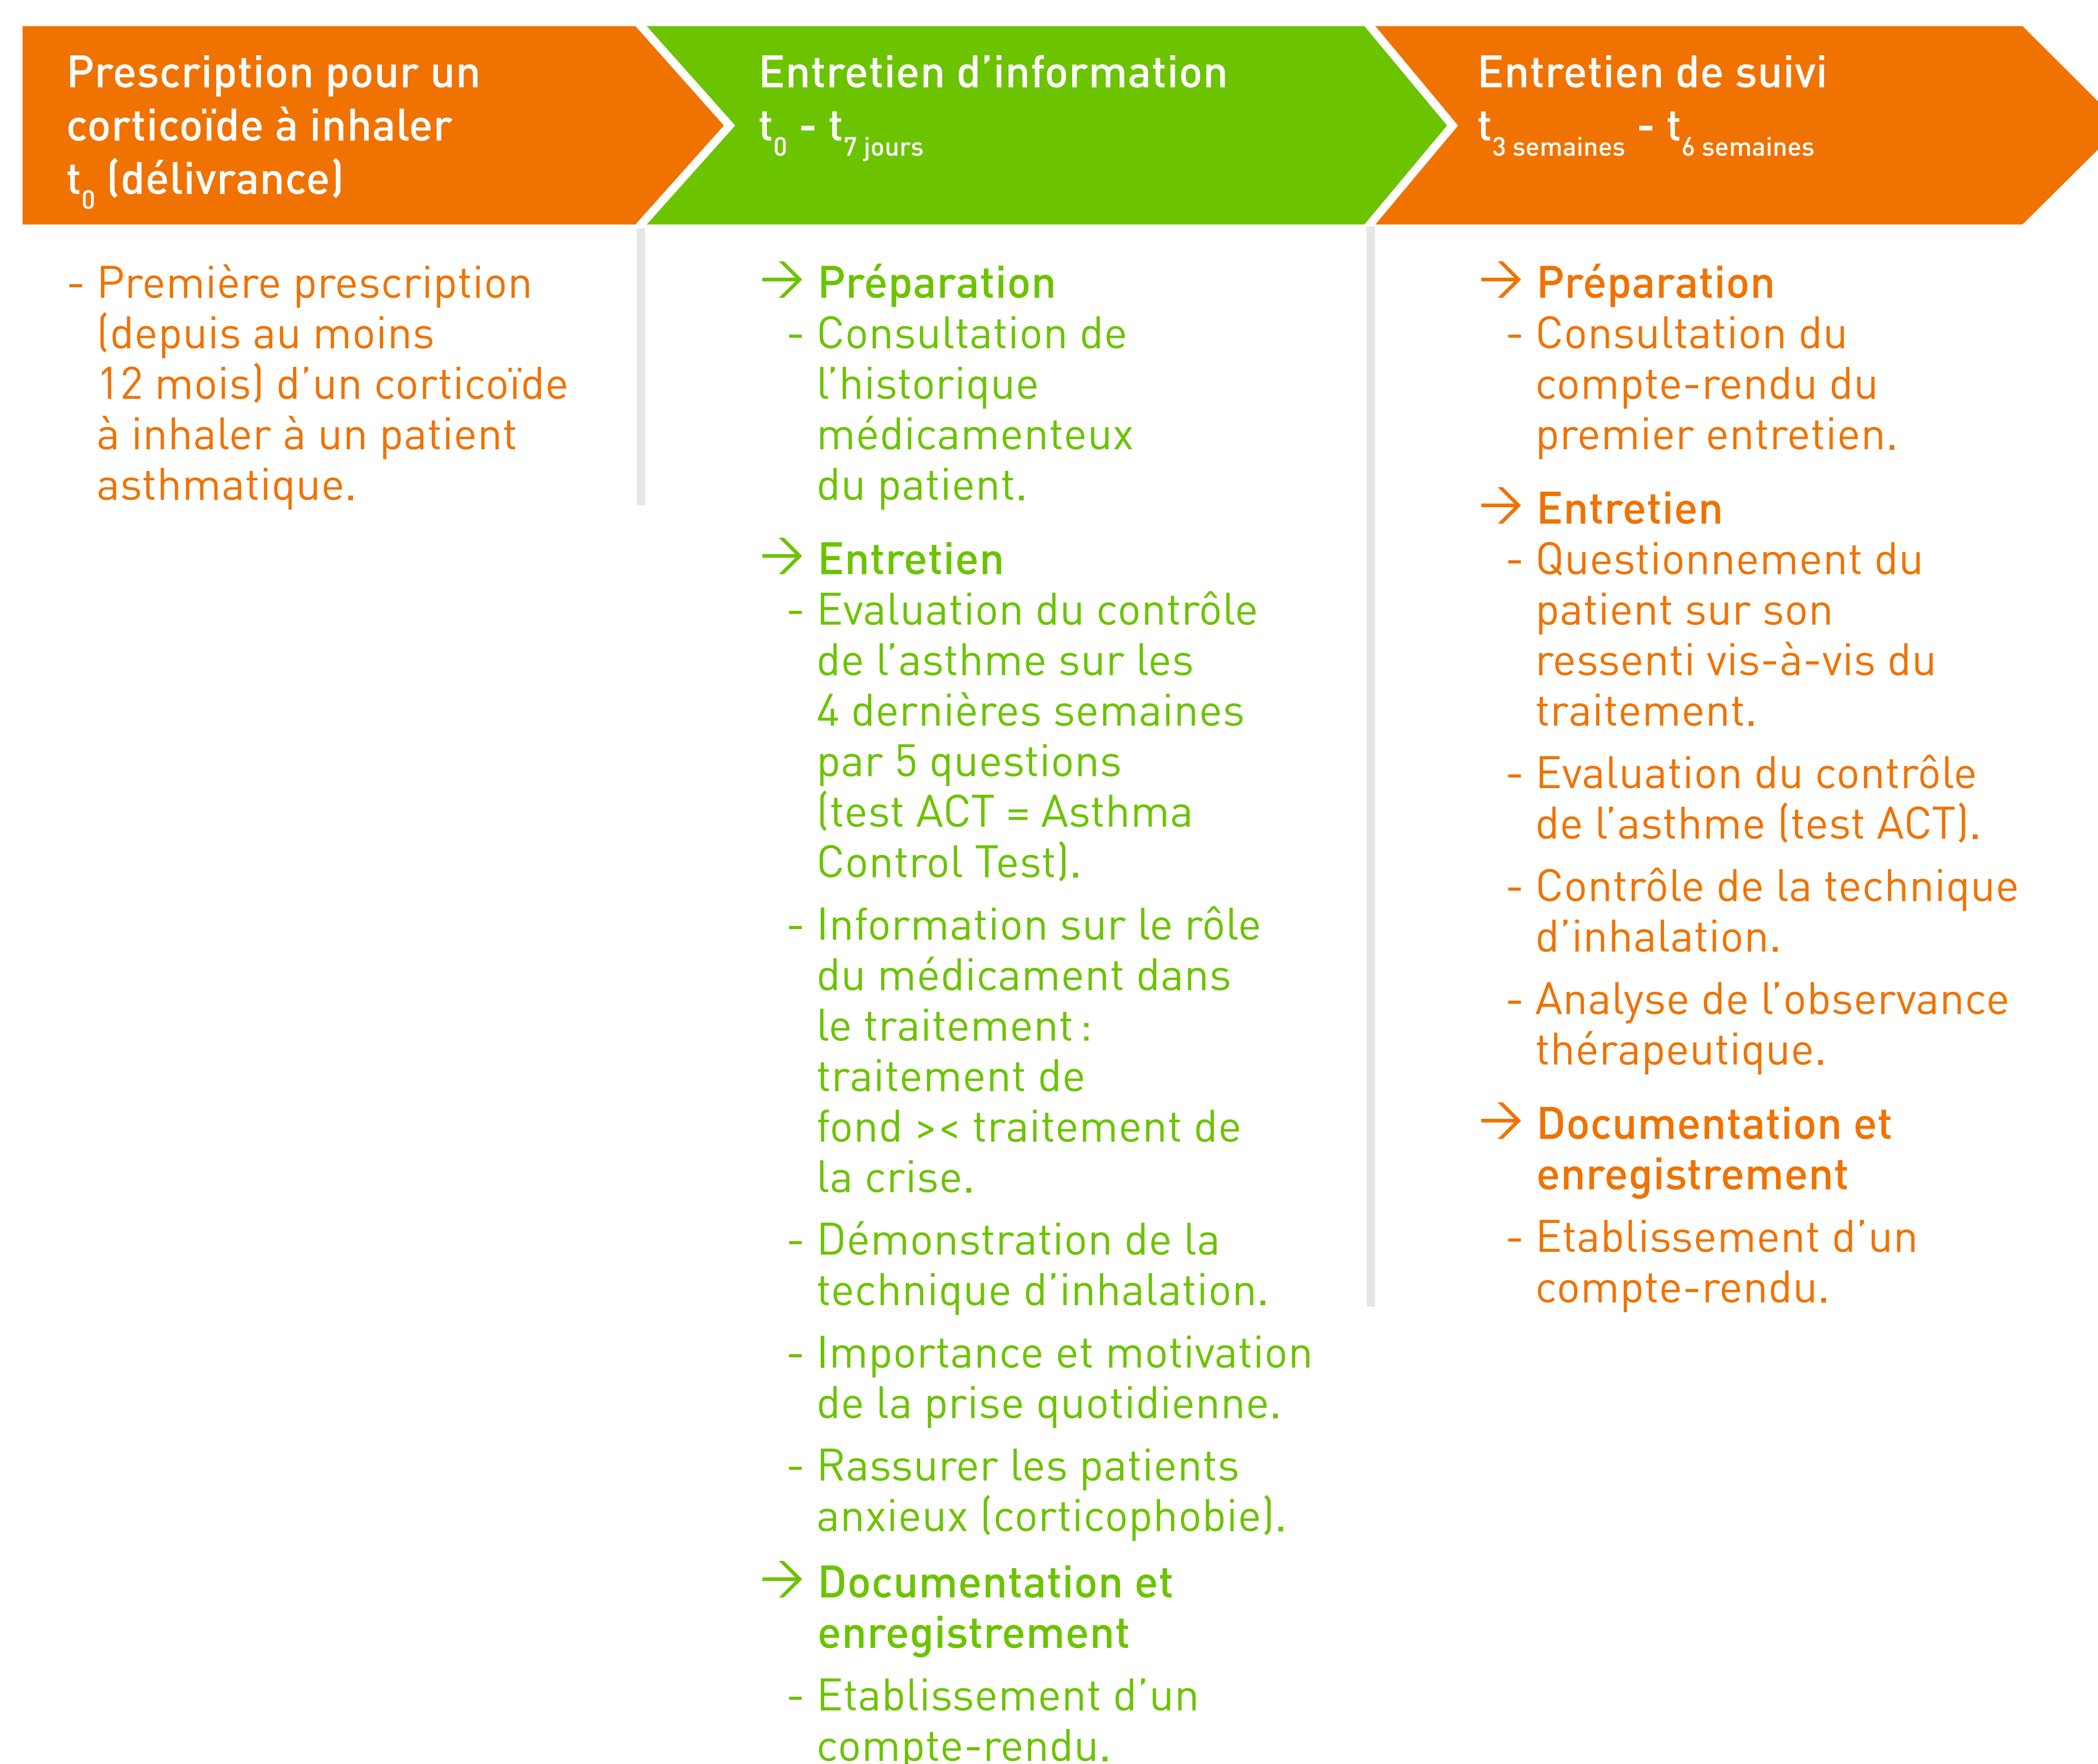 Prescription pour un
corticoïde à inhaler
t0 (délivrance)
- Première prescription
(depuis au moins
12 mois) d’un corticoïde
à inhaler à un patient
asthmatique.
Entretien d’information
t0 - t7 jours
→ Préparation
- Consultation de
l’historique
médicamenteux
du patient.
→ Entretien
- Evaluation du contrôle
de l’asthme sur les
4 dernières semaines
par 5 questions
(test ACT = Asthma
Control Test).
- Information sur le rôle
du médicament dans
le traitement :
traitement de
fond >< traitement de
la crise.
- Démonstration de la
technique d’inhalation.
- Importance et motivation
de la prise quotidienne.
- Rassurer les patients
anxieux (corticophobie).
→ Documentation et
enregistrement
- Etablissement d’un
compte-rendu.
Entretien de suivi
t3 semaines - t6 semaines
→ Préparation
- Consultation du
compte-rendu du
premier entretien.
→ Entretien
- Questionnement du
patient sur son
ressenti vis-à-vis du
traitement.
- Evaluation du contrôle
de l’asthme (test ACT).
- Contrôle de la technique
d’inhalation.
- Analyse de l’observance
thérapeutique.
→ Documentation et
enregistrement
- Etablissement d’un
compte-rendu.